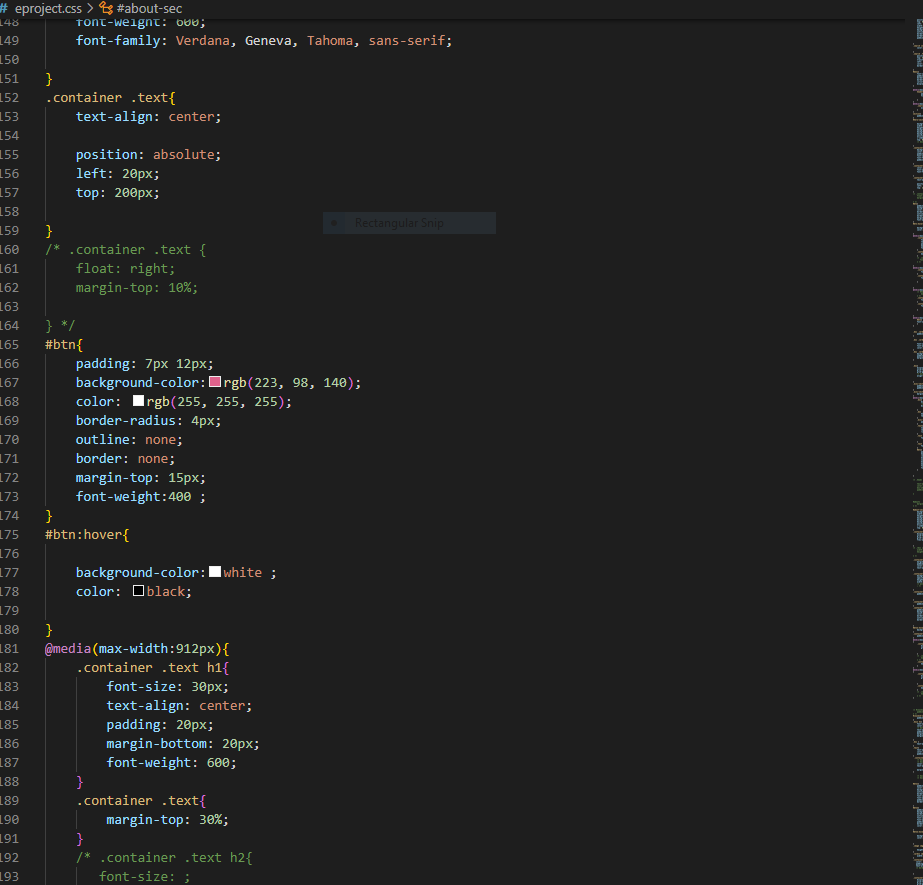 # eproject.css > #about-sec
148 font-weight: 600;
149 font-family: Verdana, Geneva, Tahoma, sans-serif;
150
151 }
152 .container .text{
153 text-align: center;
154
155 position: absolute;
156 left: 20px;
157 top: 200px;
158
Rectangular Snip
159 }
160 /* .container .text {
161 float: right;
162 margin-top: 10%;
163
164 } */
165 #btn{
166 padding: 7px 12px;
167 background-color: rgb(223, 98, 140);
168 color: rgb(255, 255, 255);
169 border-radius: 4px;
170 outline: none;
171 border: none;
172 margin-top: 15px;
173 font-weight:400 ;
174 }
175 #btn:hover{
176
177 background-color: white ;
178 color: black;
179
180 }
181 @media(max-width:912px){
182 .container .text h1{
183 font-size: 30px;
184 text-align: center;
185 padding: 20px;
186 margin-bottom: 20px;
187 font-weight: 600;
188 }
189 .container .text{
190 margin-top: 30%;
191 }
192 /* .container .text h2{
193 font-size: ;